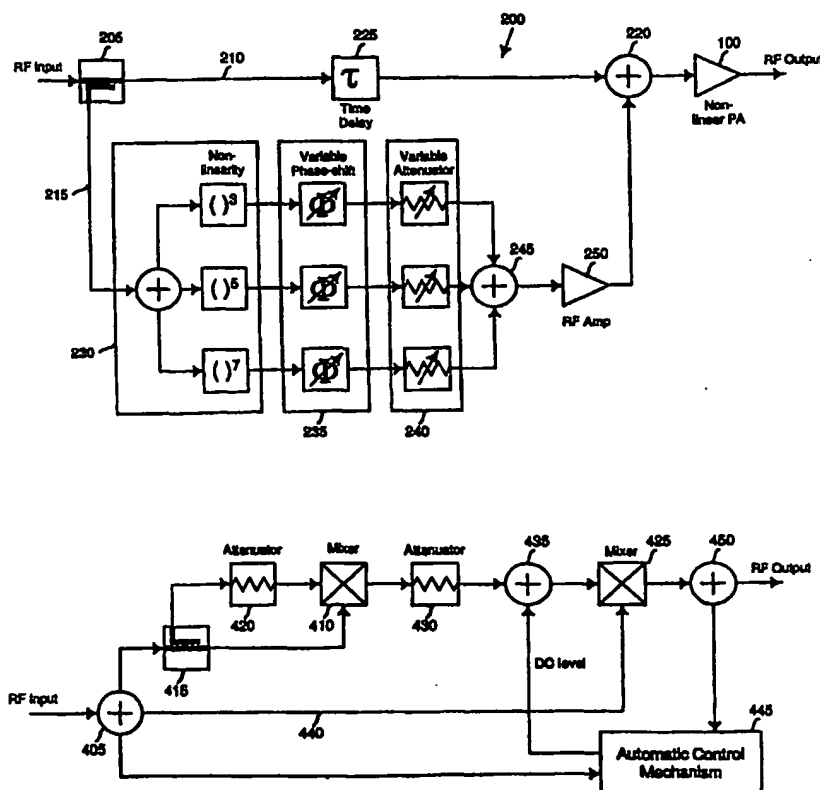 200
205
225
220
100
RF Input
210
τ
RF Output
Time
Delay
Non-
linear PA
215
Non-
linearity
Variable
Phase-shift
Variable
Attenuator
( )3
Φ
( )5
Φ
245
250
RF Amp
( )7
Φ
230
235
240
Attenuator
Mixer
Attenuator
435
Mixer
425
450
RF Output
420
410
430
415
DC level
RF Input
405
440
445
Automatic Control
Mechanism